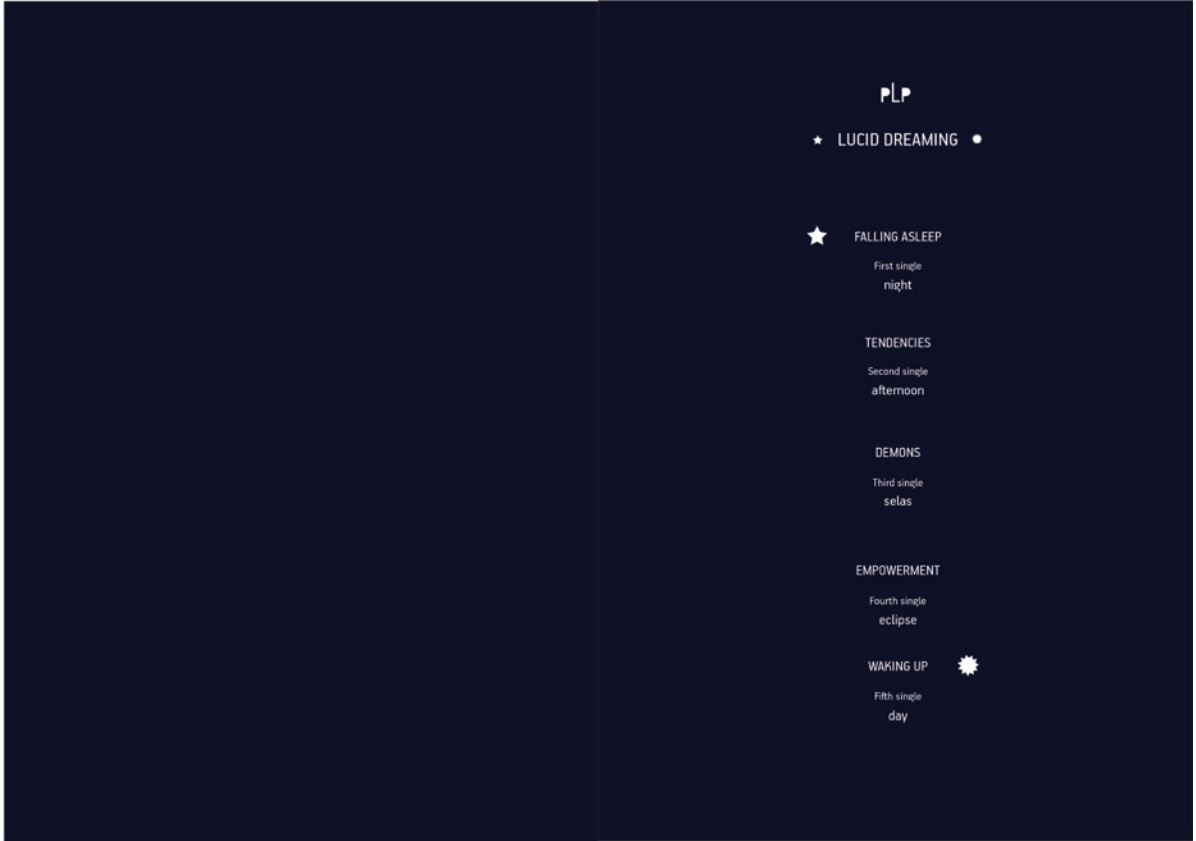 PLP
LUCID DREAMING
FALLING ASLEEP
First single
night
TENDENCIES
Second single
afternoon
DEMONS
Third single
selas
EMPOWERMENT
Fourth single
eclipse
WAKING UP
Fifth single
day